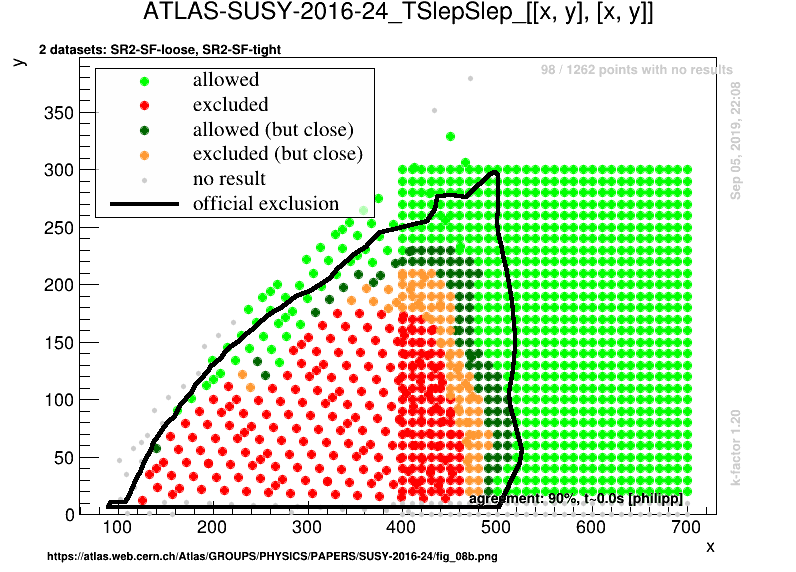 ATLAS-SUSY-2016-24_TSlepSlep_[[x, y], [x, y]]
2 datasets: SR2-SF-loose, SR2-SF-tight
y
98 / 1262 points with no results
allowed
excluded
allowed (but close)
excluded (but close)
no result
official exclusion
350
300
250
200
150
100
50
0
Sep 05, 2019, 22:08
k-factor 1.20
agreement: 90%, t~0.0s [philipp]
100 200 300 400 500 600 700
x
https://atlas.web.cern.ch/Atlas/GROUPS/PHYSICS/PAPERS/SUSY-2016-24/fig_08b.png